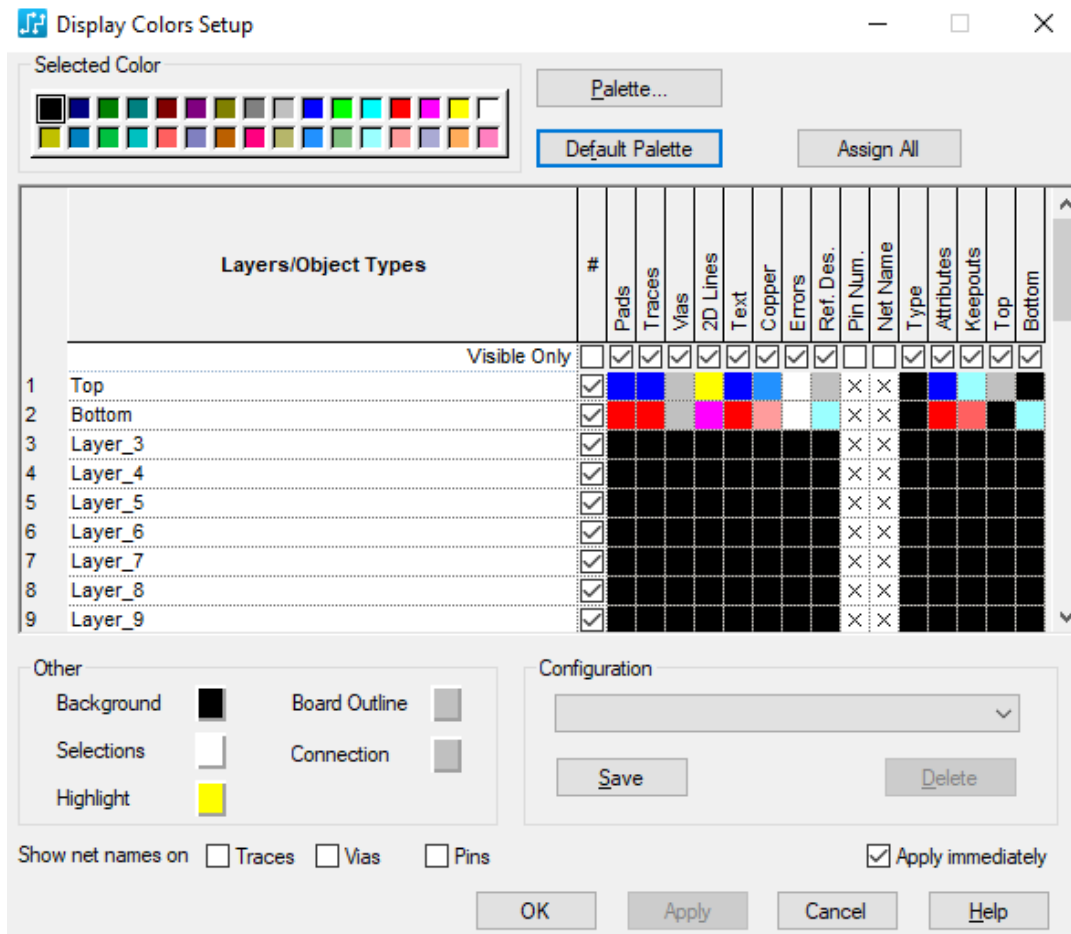 Display Colors Setup
Selected Color
Palette...
Default Palette
Assign All
Layers/Object Types
#
Pads
Traces
Vias
2D Lines
Text
Copper
Errors
Ref. Des.
Pin Num.
Net Name
Type
Attributes
Keepouts
Top
Bottom
Visible Only
1 Top
2 Bottom
3 Layer_3
4 Layer_4
5 Layer_5
6 Layer_6
7 Layer_7
8 Layer_8
9 Layer_9
Other
Background
Board Outline
Selections
Connection
Highlight
Configuration
Save
Delete
Show net names on Traces Vias Pins
Apply immediately
OK
Apply
Cancel
Help